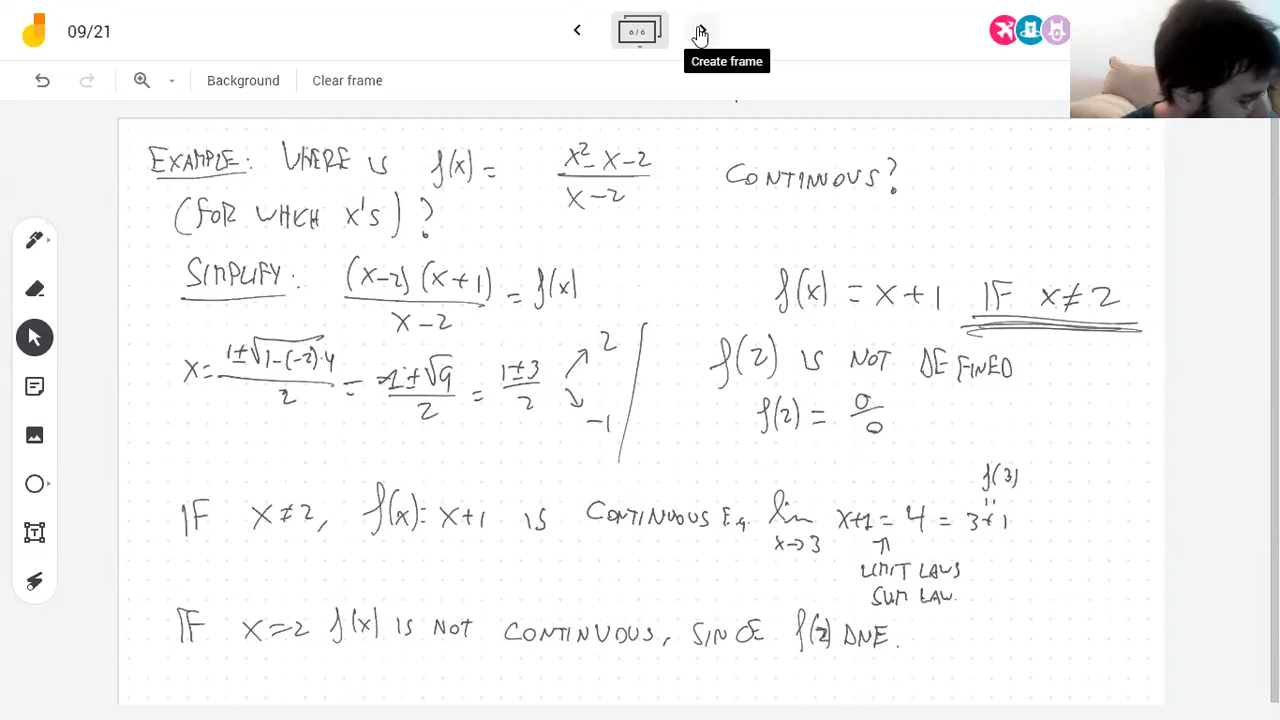 09/21
6/6
Create frame
Background
Clear frame
EXAMPLE: WHERE IS f(x) = x²-x-2 / x-2 CONTINUOUS?
(FOR WHICH X'S)?
SIMPLIFY: (x-2)(x+1) / x-2 = f(x)
f(x) = x+1 IF x≠2
x = 1±√1-(-2)·4 / 2 = 1±√9 / 2 = 1±3 / 2 ↗ 2 ↘ -1
f(2) IS NOT DEFINED
f(2) = 0/0
IF x≠2, f(x)= x+1 IS CONTINUOUS E.g. lim x→3 x+1 = 4 = 3+1
f(3)
"
↑
LIMIT LAWS
SUM LAW.
IF x=2 f(x) IS NOT CONTINUOUS, SINCE f(2) DNE.